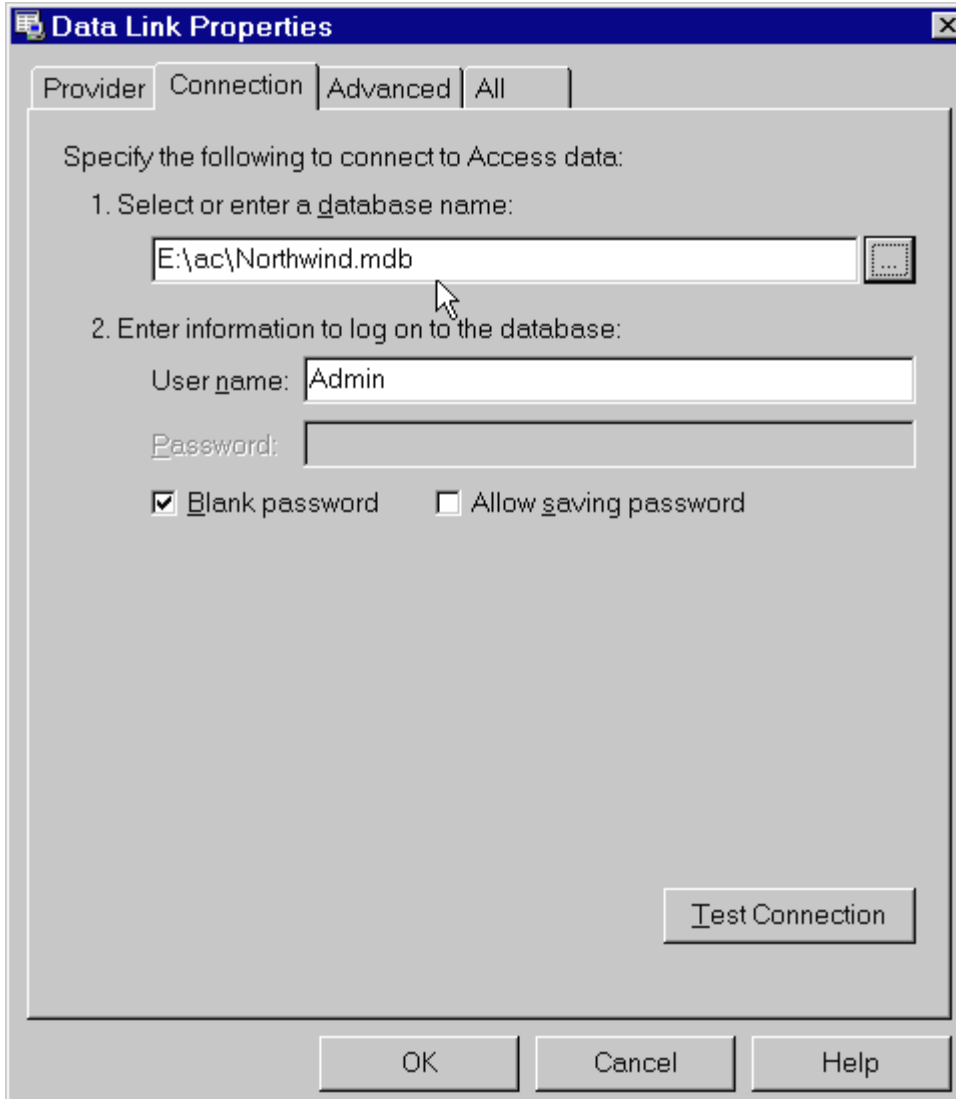 Data Link Properties
Provider Connection Advanced All
Specify the following to connect to Access data:
1. Select or enter a database name:
E:\ac\Northwind.mdb ...
2. Enter information to log on to the database:
User name: Admin
Password:
Blank password Allow saving password
Test Connection
OK Cancel Help